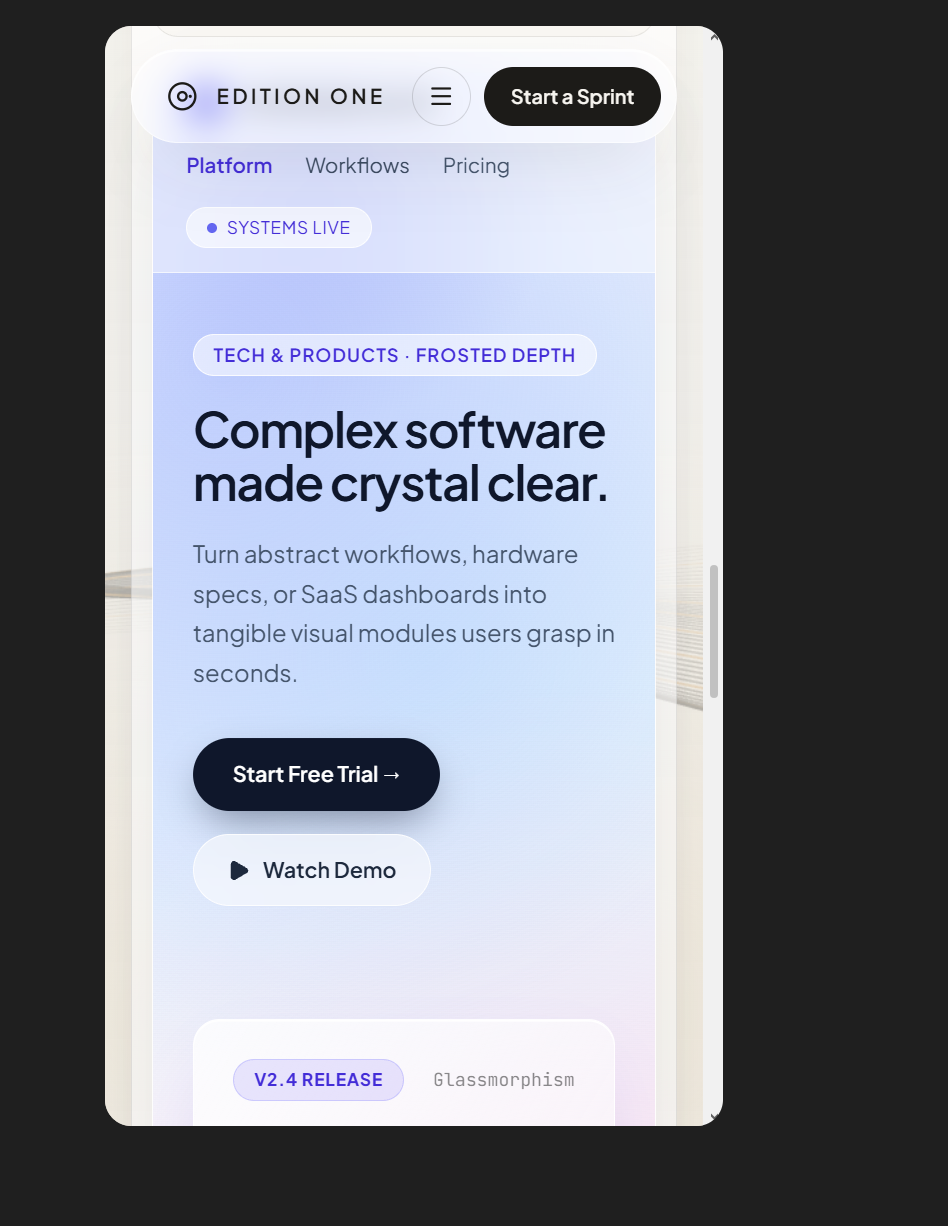 EDITION ONE
Start a Sprint
Platform Workflows Pricing
SYSTEMS LIVE
TECH & PRODUCTS · FROSTED DEPTH
Complex software
made crystal clear.
Turn abstract workflows, hardware
specs, or SaaS dashboards into
tangible visual modules users grasp in
seconds.
Start Free Trial →
Watch Demo
V2.4 RELEASE
Glassmorphism